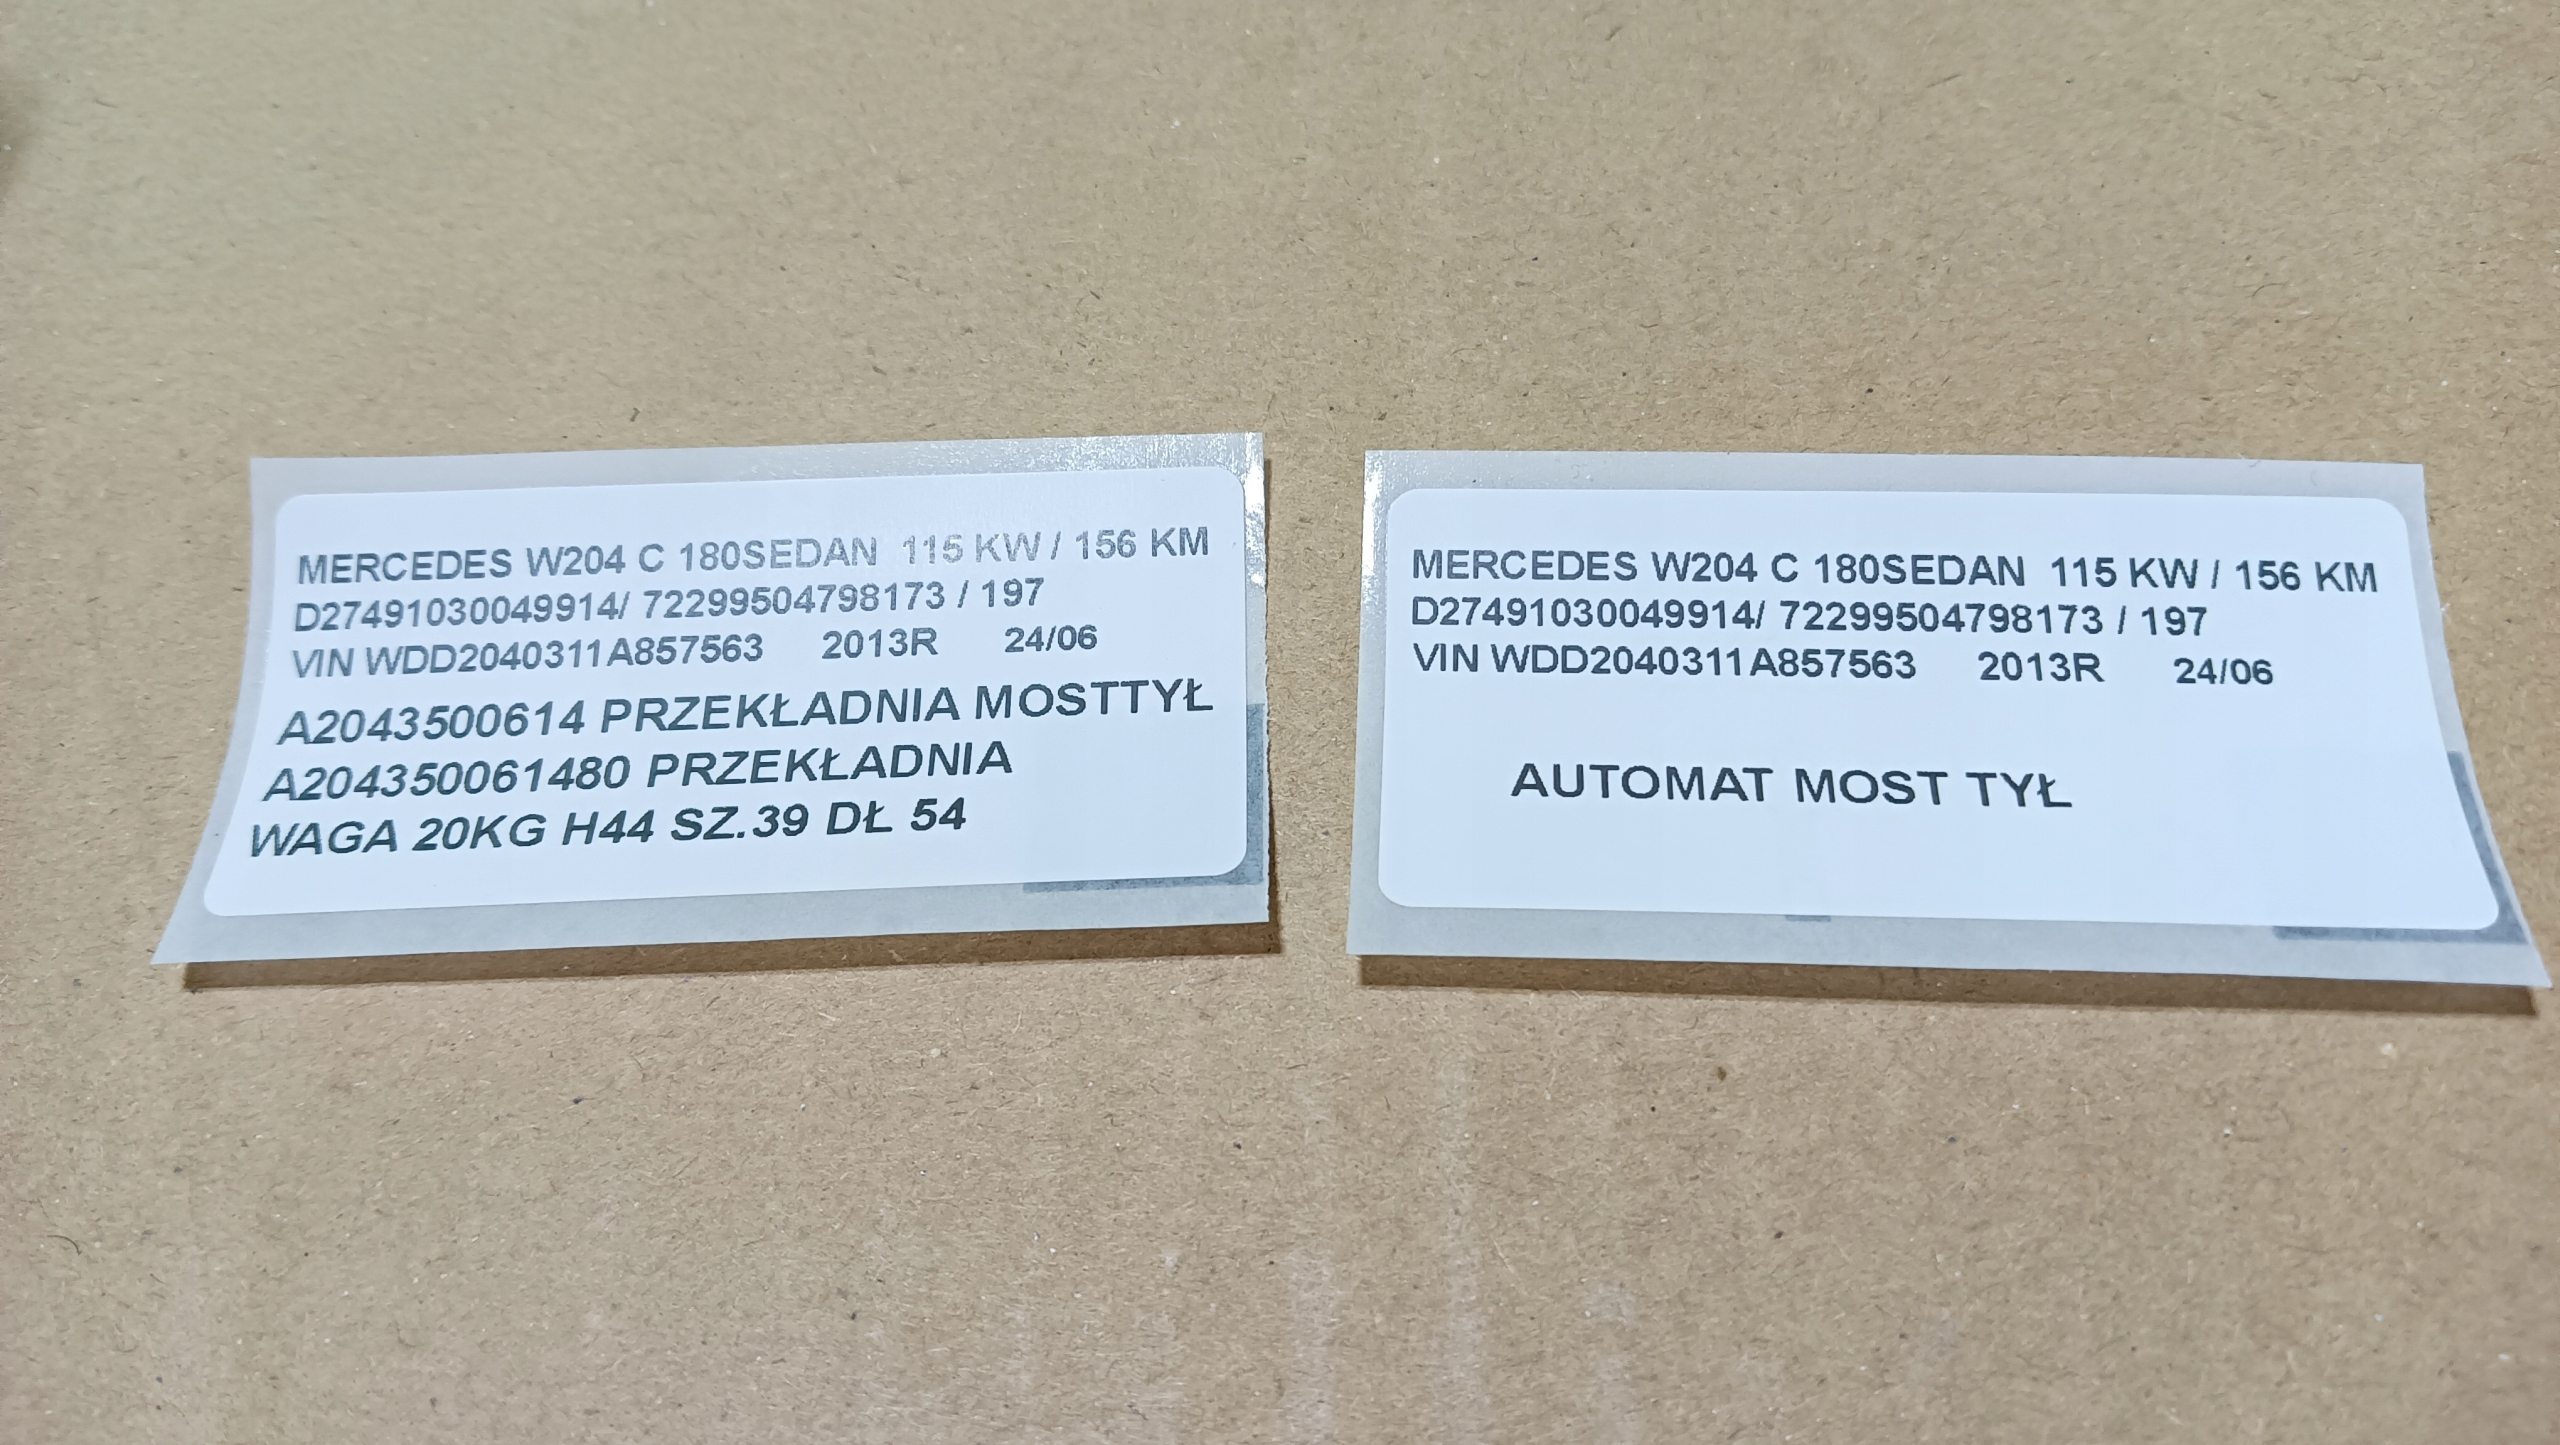 MERCEDES W204 C 180SEDAN 115 KW / 156 KM
D27491030049914/ 72299504798173 / 197
VIN WDD2040311A857563 2013R 24/06
A2043500614 PRZEKŁADNIA MOSTTYŁ
A204350061480 PRZEKŁADNIA
WAGA 20KG H44 SZ.39 DŁ 54
MERCEDES W204 C 180SEDAN 115 KW / 156 KM
D27491030049914/ 72299504798173 / 197
VIN WDD2040311A857563 2013R 24/06
AUTOMAT MOST TYŁ